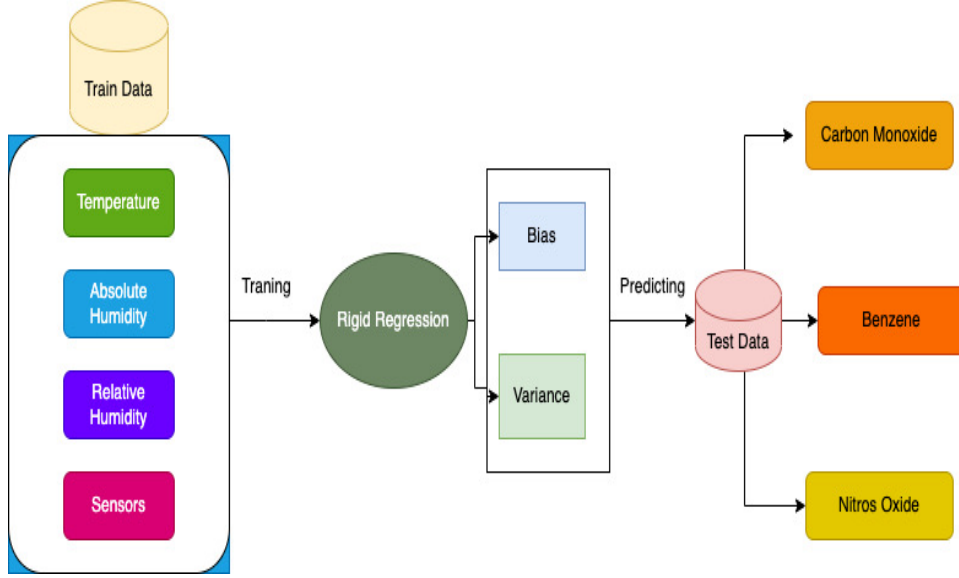 Train Data
Temperature
Absolute
Humidity
Relative
Humidity
Sensors
Traning
Rigid Regression
Bias
Variance
Predicting
Test Data
Carbon Monoxide
Benzene
Nitros Oxide